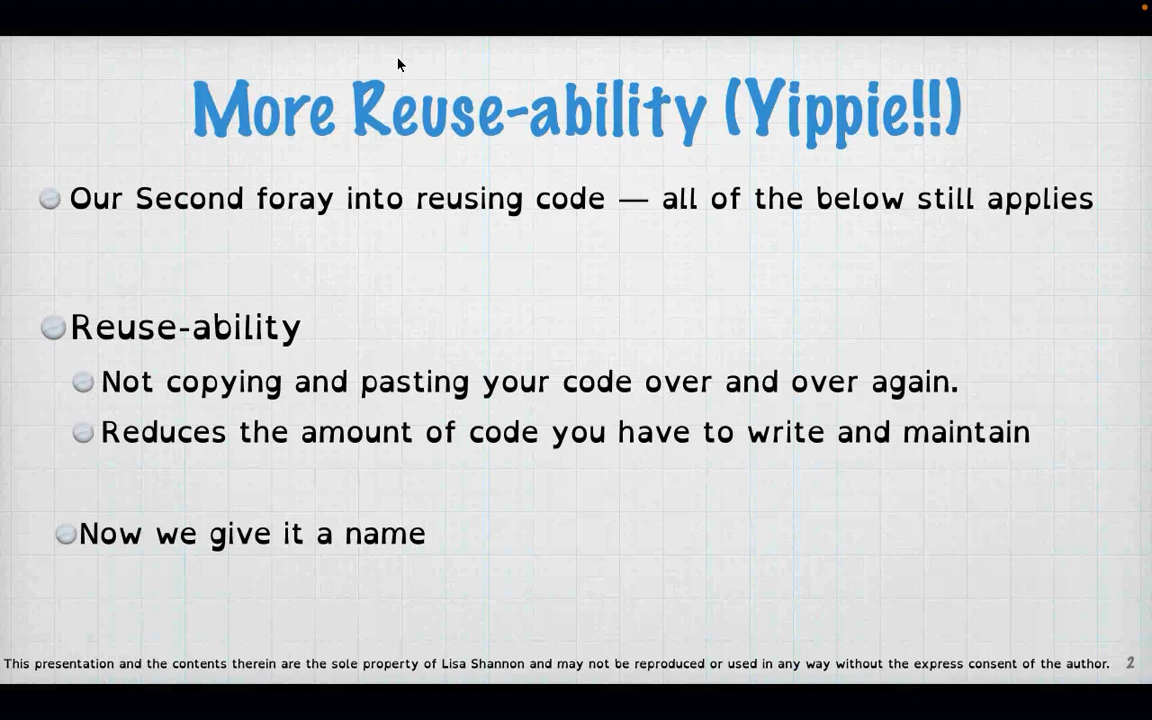 More Reuse-ability (Yippie!!)
Our Second foray into reusing code — all of the below still applies
Reuse-ability
Not copying and pasting your code over and over again.
Reduces the amount of code you have to write and maintain
Now we give it a name
This presentation and the contents therein are the sole property of Lisa Shannon and may not be reproduced or used in any way without the express consent of the author. 2